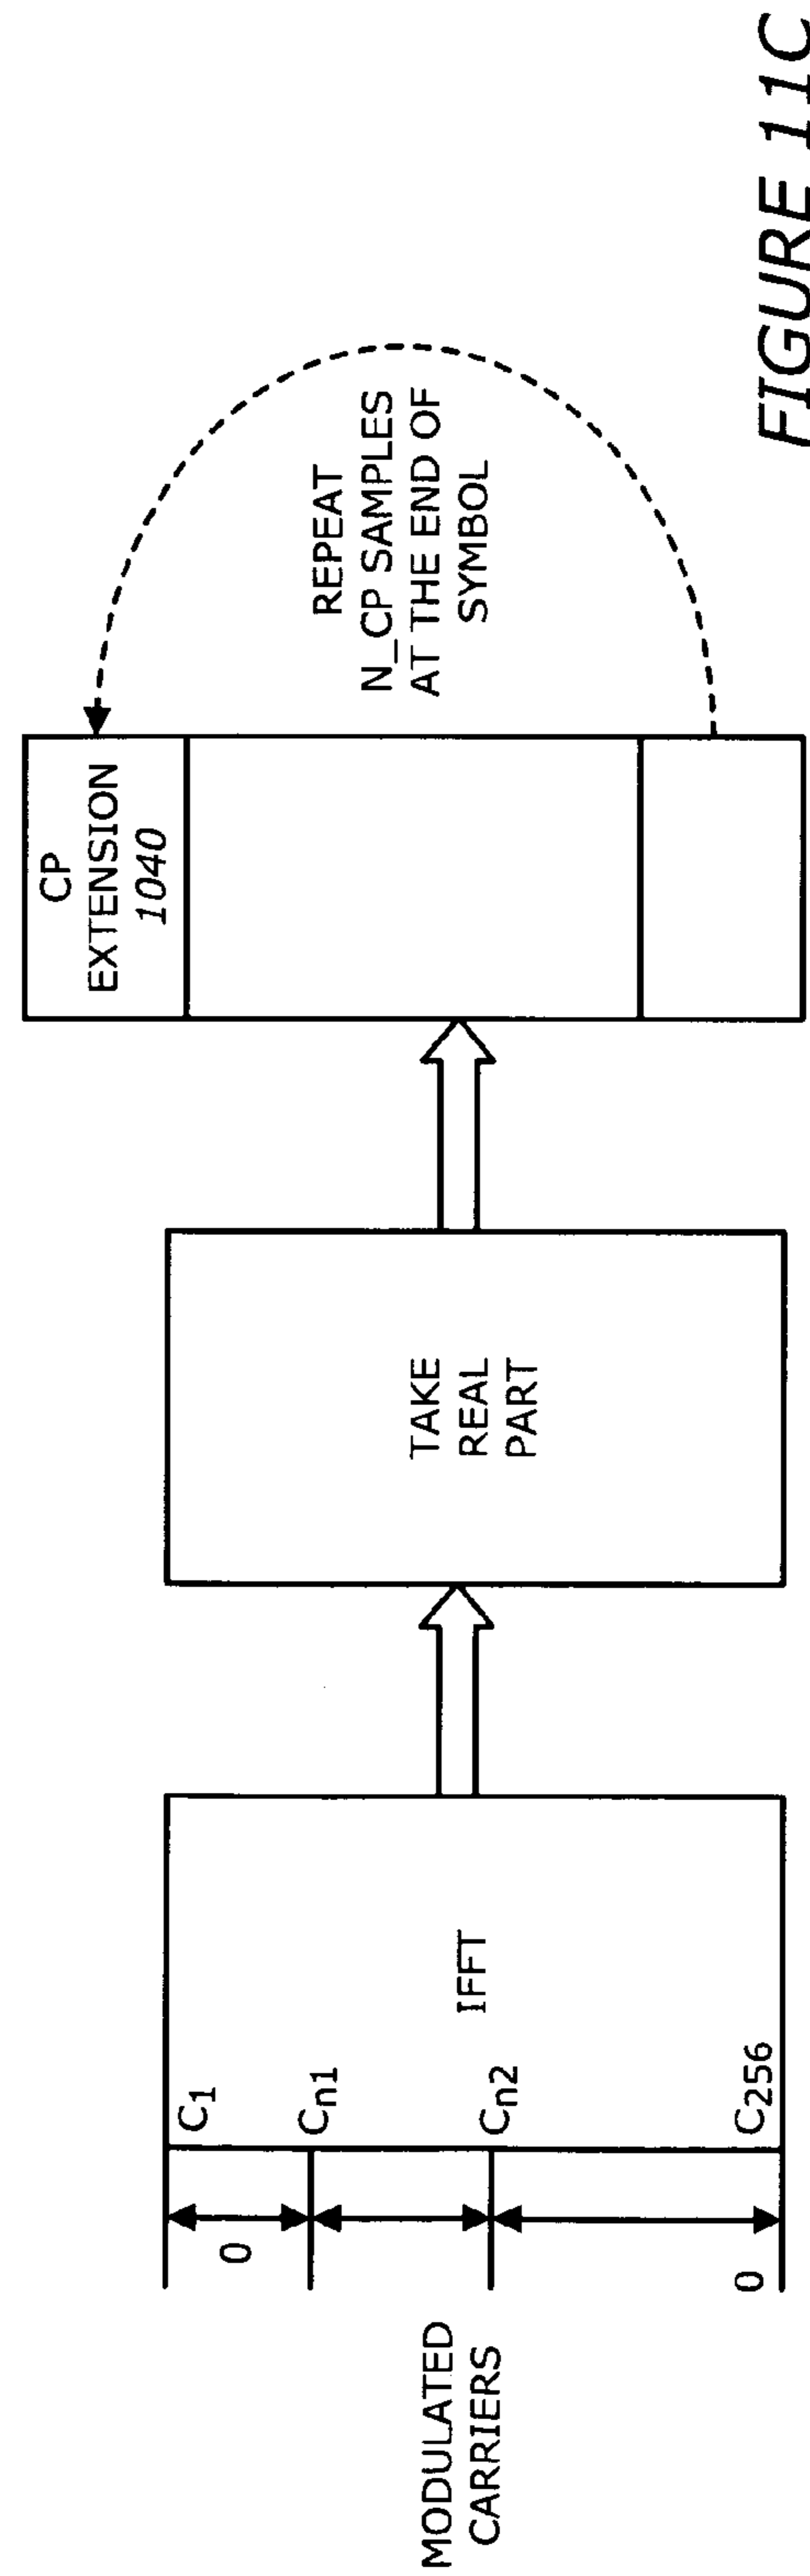 MODULATED
CARRIERS
0
0
C1
Cn1
Cn2
C256
IFFT
TAKE
REAL
PART
CP
EXTENSION
1040
REPEAT
N_CP SAMPLES
AT THE END OF
SYMBOL
FIGURE 11C